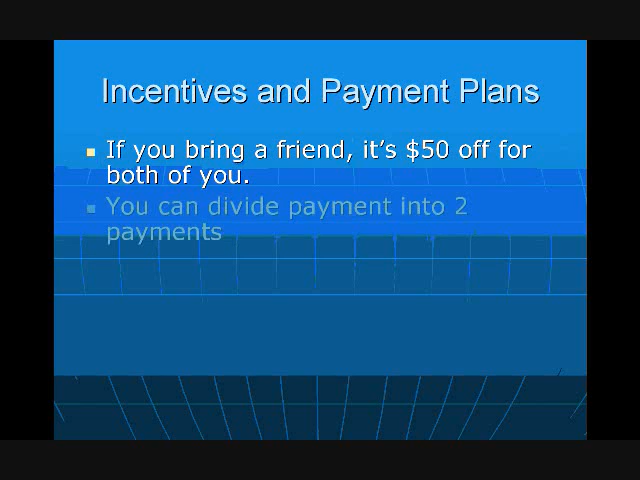 Incentives and Payment Plans
If you bring a friend, it's $50 off for
both of you.
You can divide payment into 2
payments